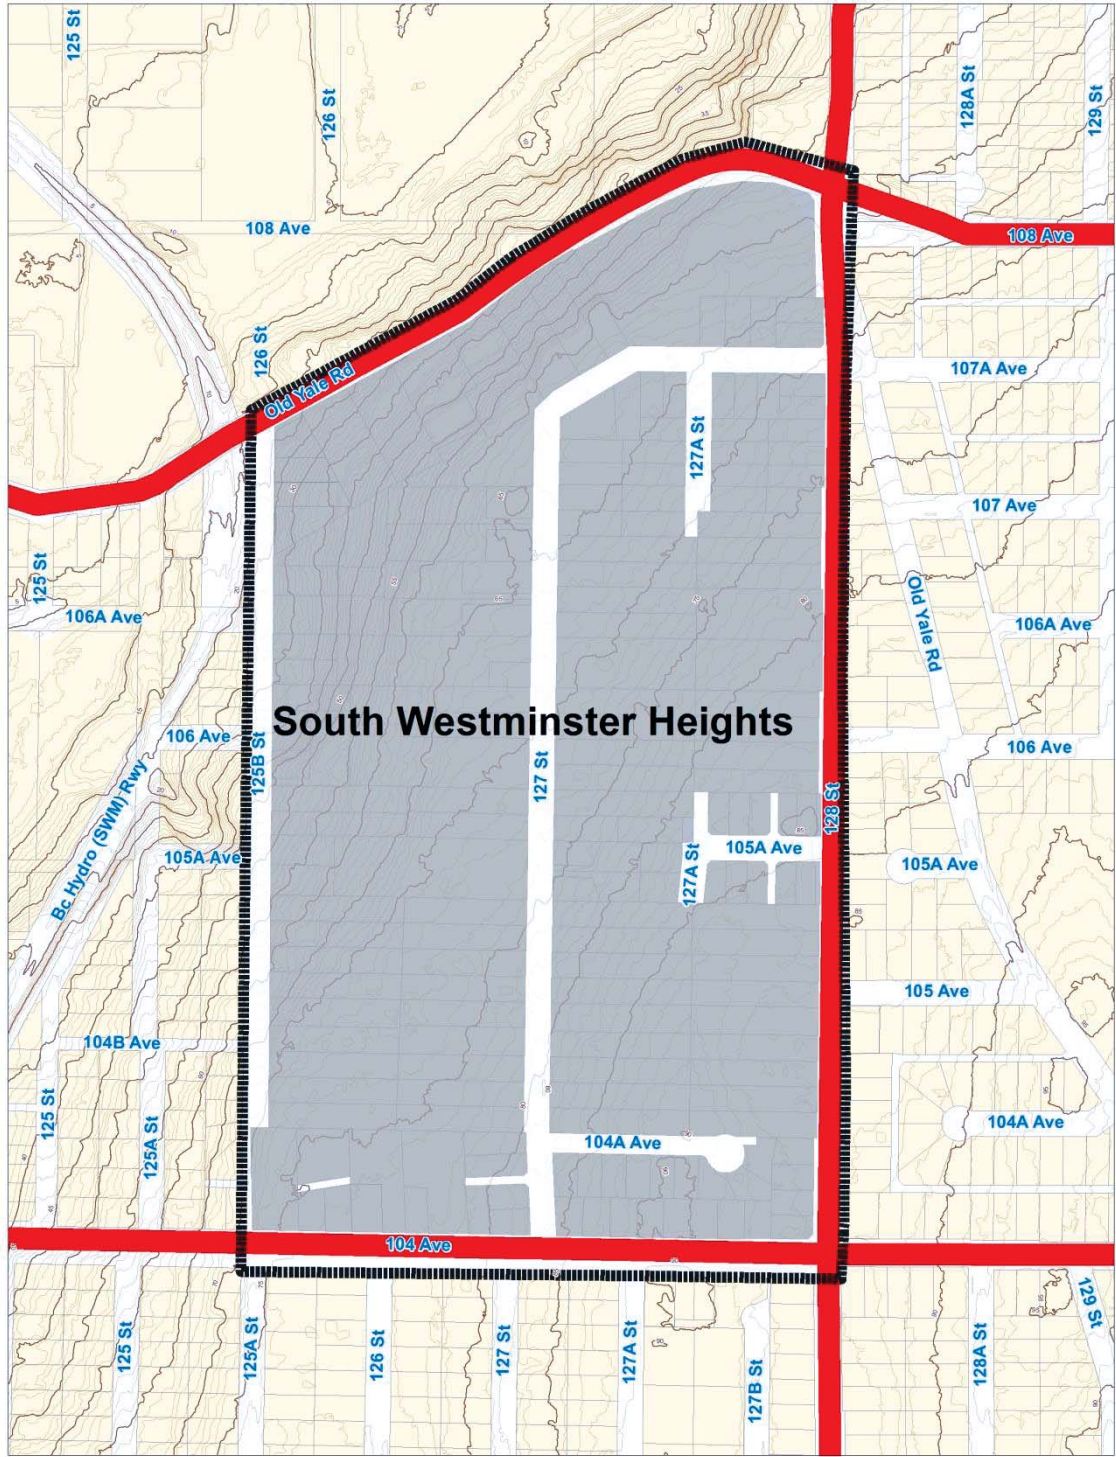 125 St
126 St
128A St
129 St
108 Ave
108 Ave
126 St
Old Yale Rd
107A Ave
127A St
107 Ave
125 St
106A Ave
Old Yale Rd
106A Ave
South Westminster Heights
106 Ave
125B St
127 St
106 Ave
Bc Hydro (SWM) Rwy
128 St
105A Ave
127A St
105A Ave
105A Ave
105 Ave
104B Ave
125 St
125A St
104A Ave
104A Ave
104 Ave
125 St
125A St
126 St
127 St
127A St
127B St
128A St
129 St